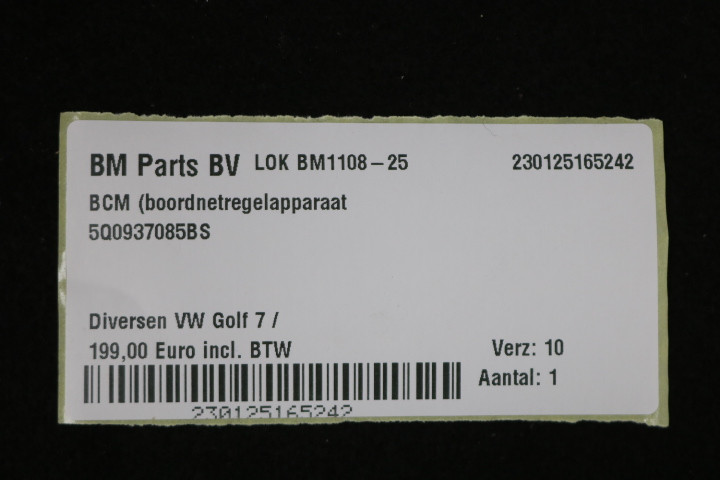 BM Parts BV LOK BM1108-25 230125165242
BCM (boordnetregelapparaat
5Q0937085BS
Diversen VW Golf 7 /
199,00 Euro incl. BTW
Verz: 10
Aantal: 1
230125165242